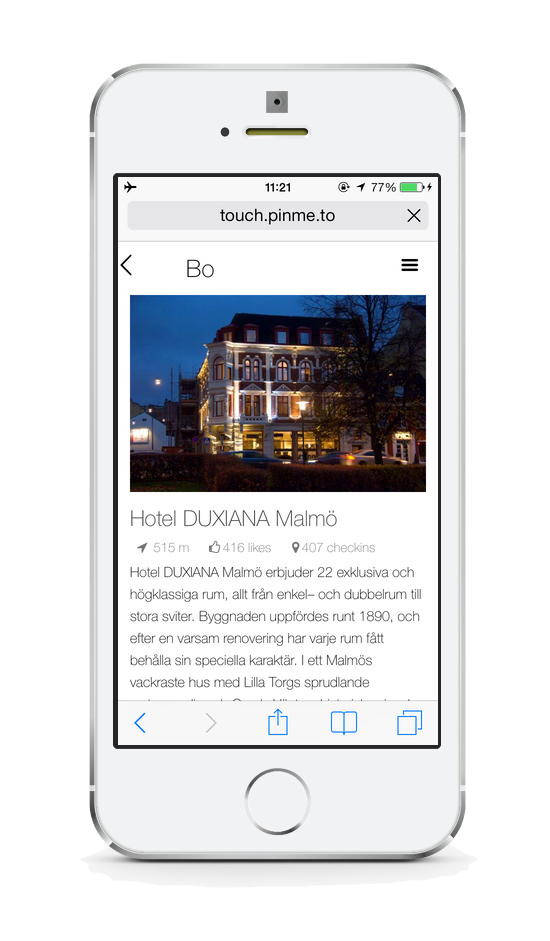 11:21 77%
touch.pinme.to
Bo
Hotel DUXIANA Malmö
515 m 416 likes 407 checkins
Hotel DUXIANA Malmö erbjuder 22 exklusiva och
högklassiga rum, allt från enkel– och dubbelrum till
stora sviter. Byggnaden uppfördes runt 1890, och
efter en varsam renovering har varje rum fått
behålla sin speciella karaktär. I ett Malmös
vackraste hus med Lilla Torgs sprudlande